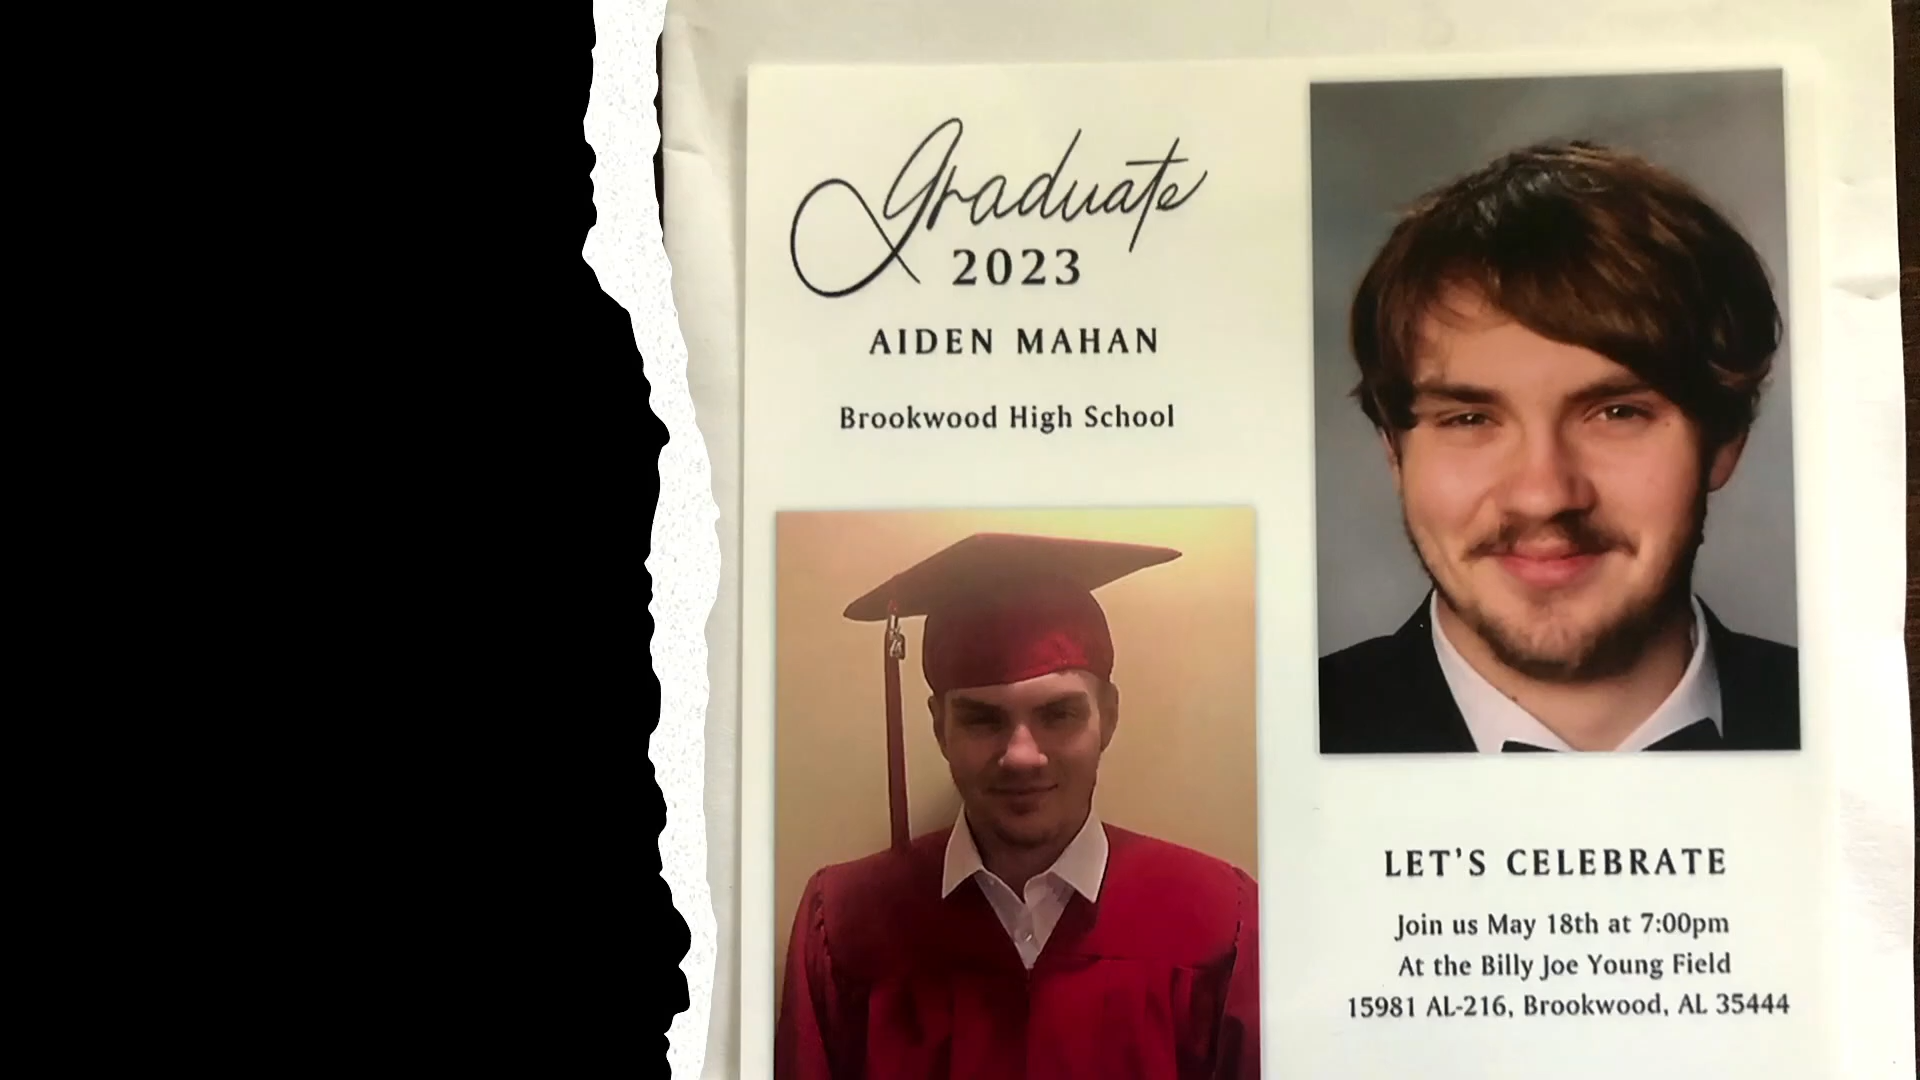 Graduate
2023
AIDEN MAHAN
Brookwood High School
LET'S CELEBRATE
Join us May 18th at 7:00pm
At the Billy Joe Young Field
15981 AL-216, Brookwood, AL 35444